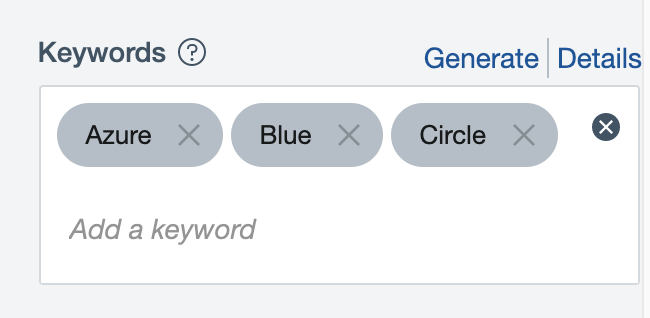 Keywords ?
Generate | Details
Azure Blue Circle
Add a keyword